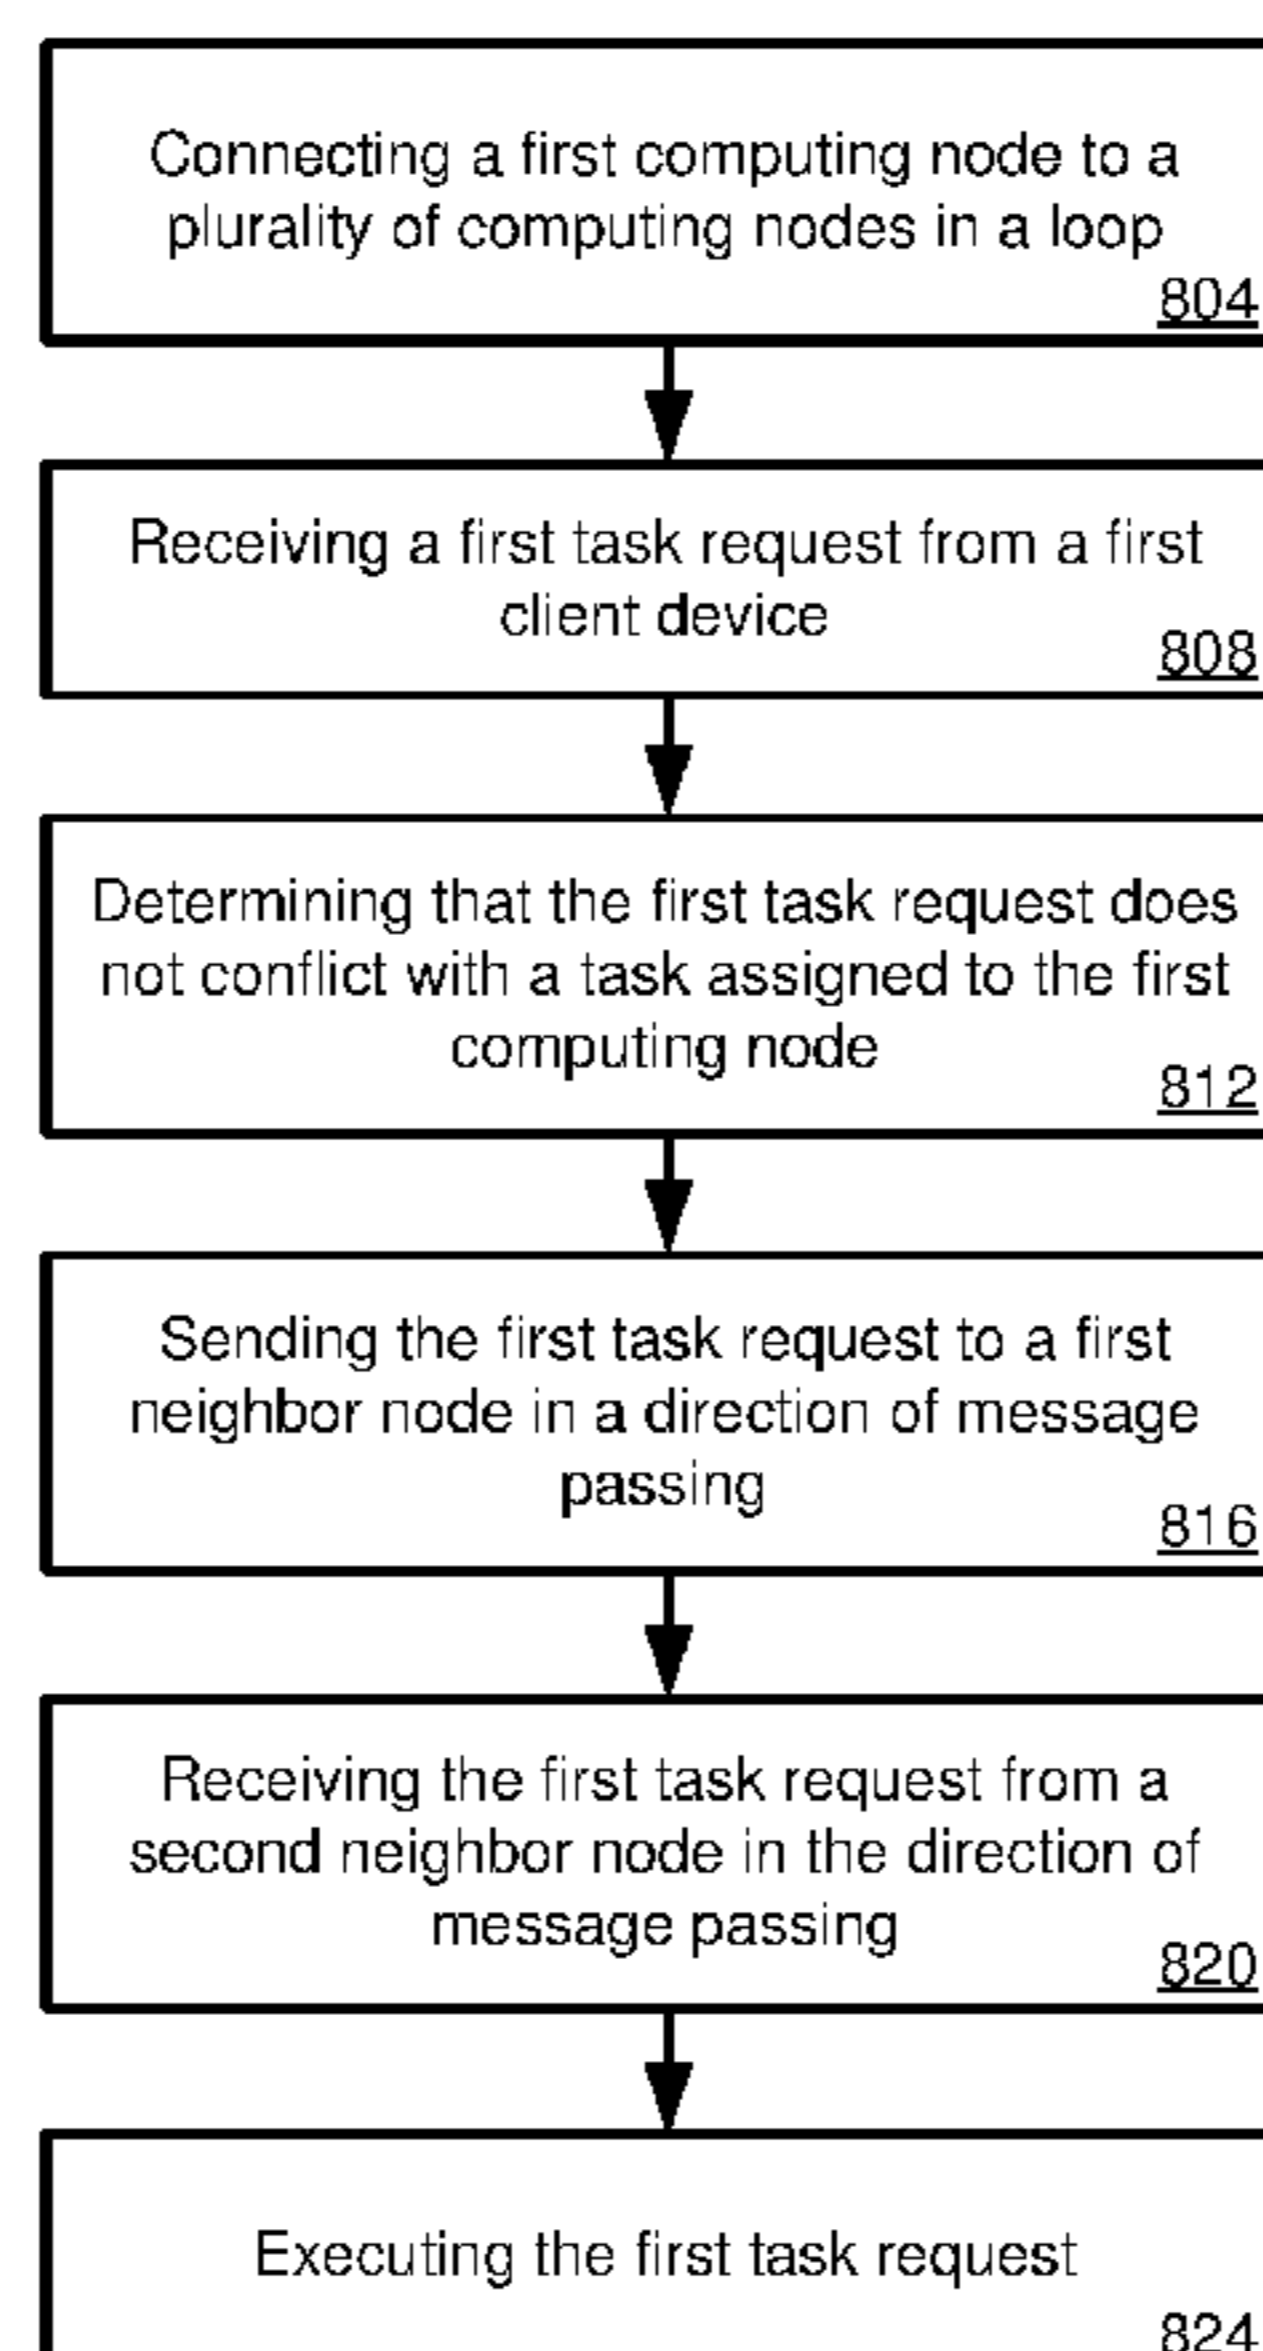 Connecting a first computing node to a
plurality of computing nodes in a loop
804
Receiving a first task request from a first
client device
808
Determining that the first task request does
not conflict with a task assigned to the first
computing node
812
Sending the first task request to a first
neighbor node in a direction of message
passing
816
Receiving the first task request from a
second neighbor node in the direction of
message passing
820
Executing the first task request
824